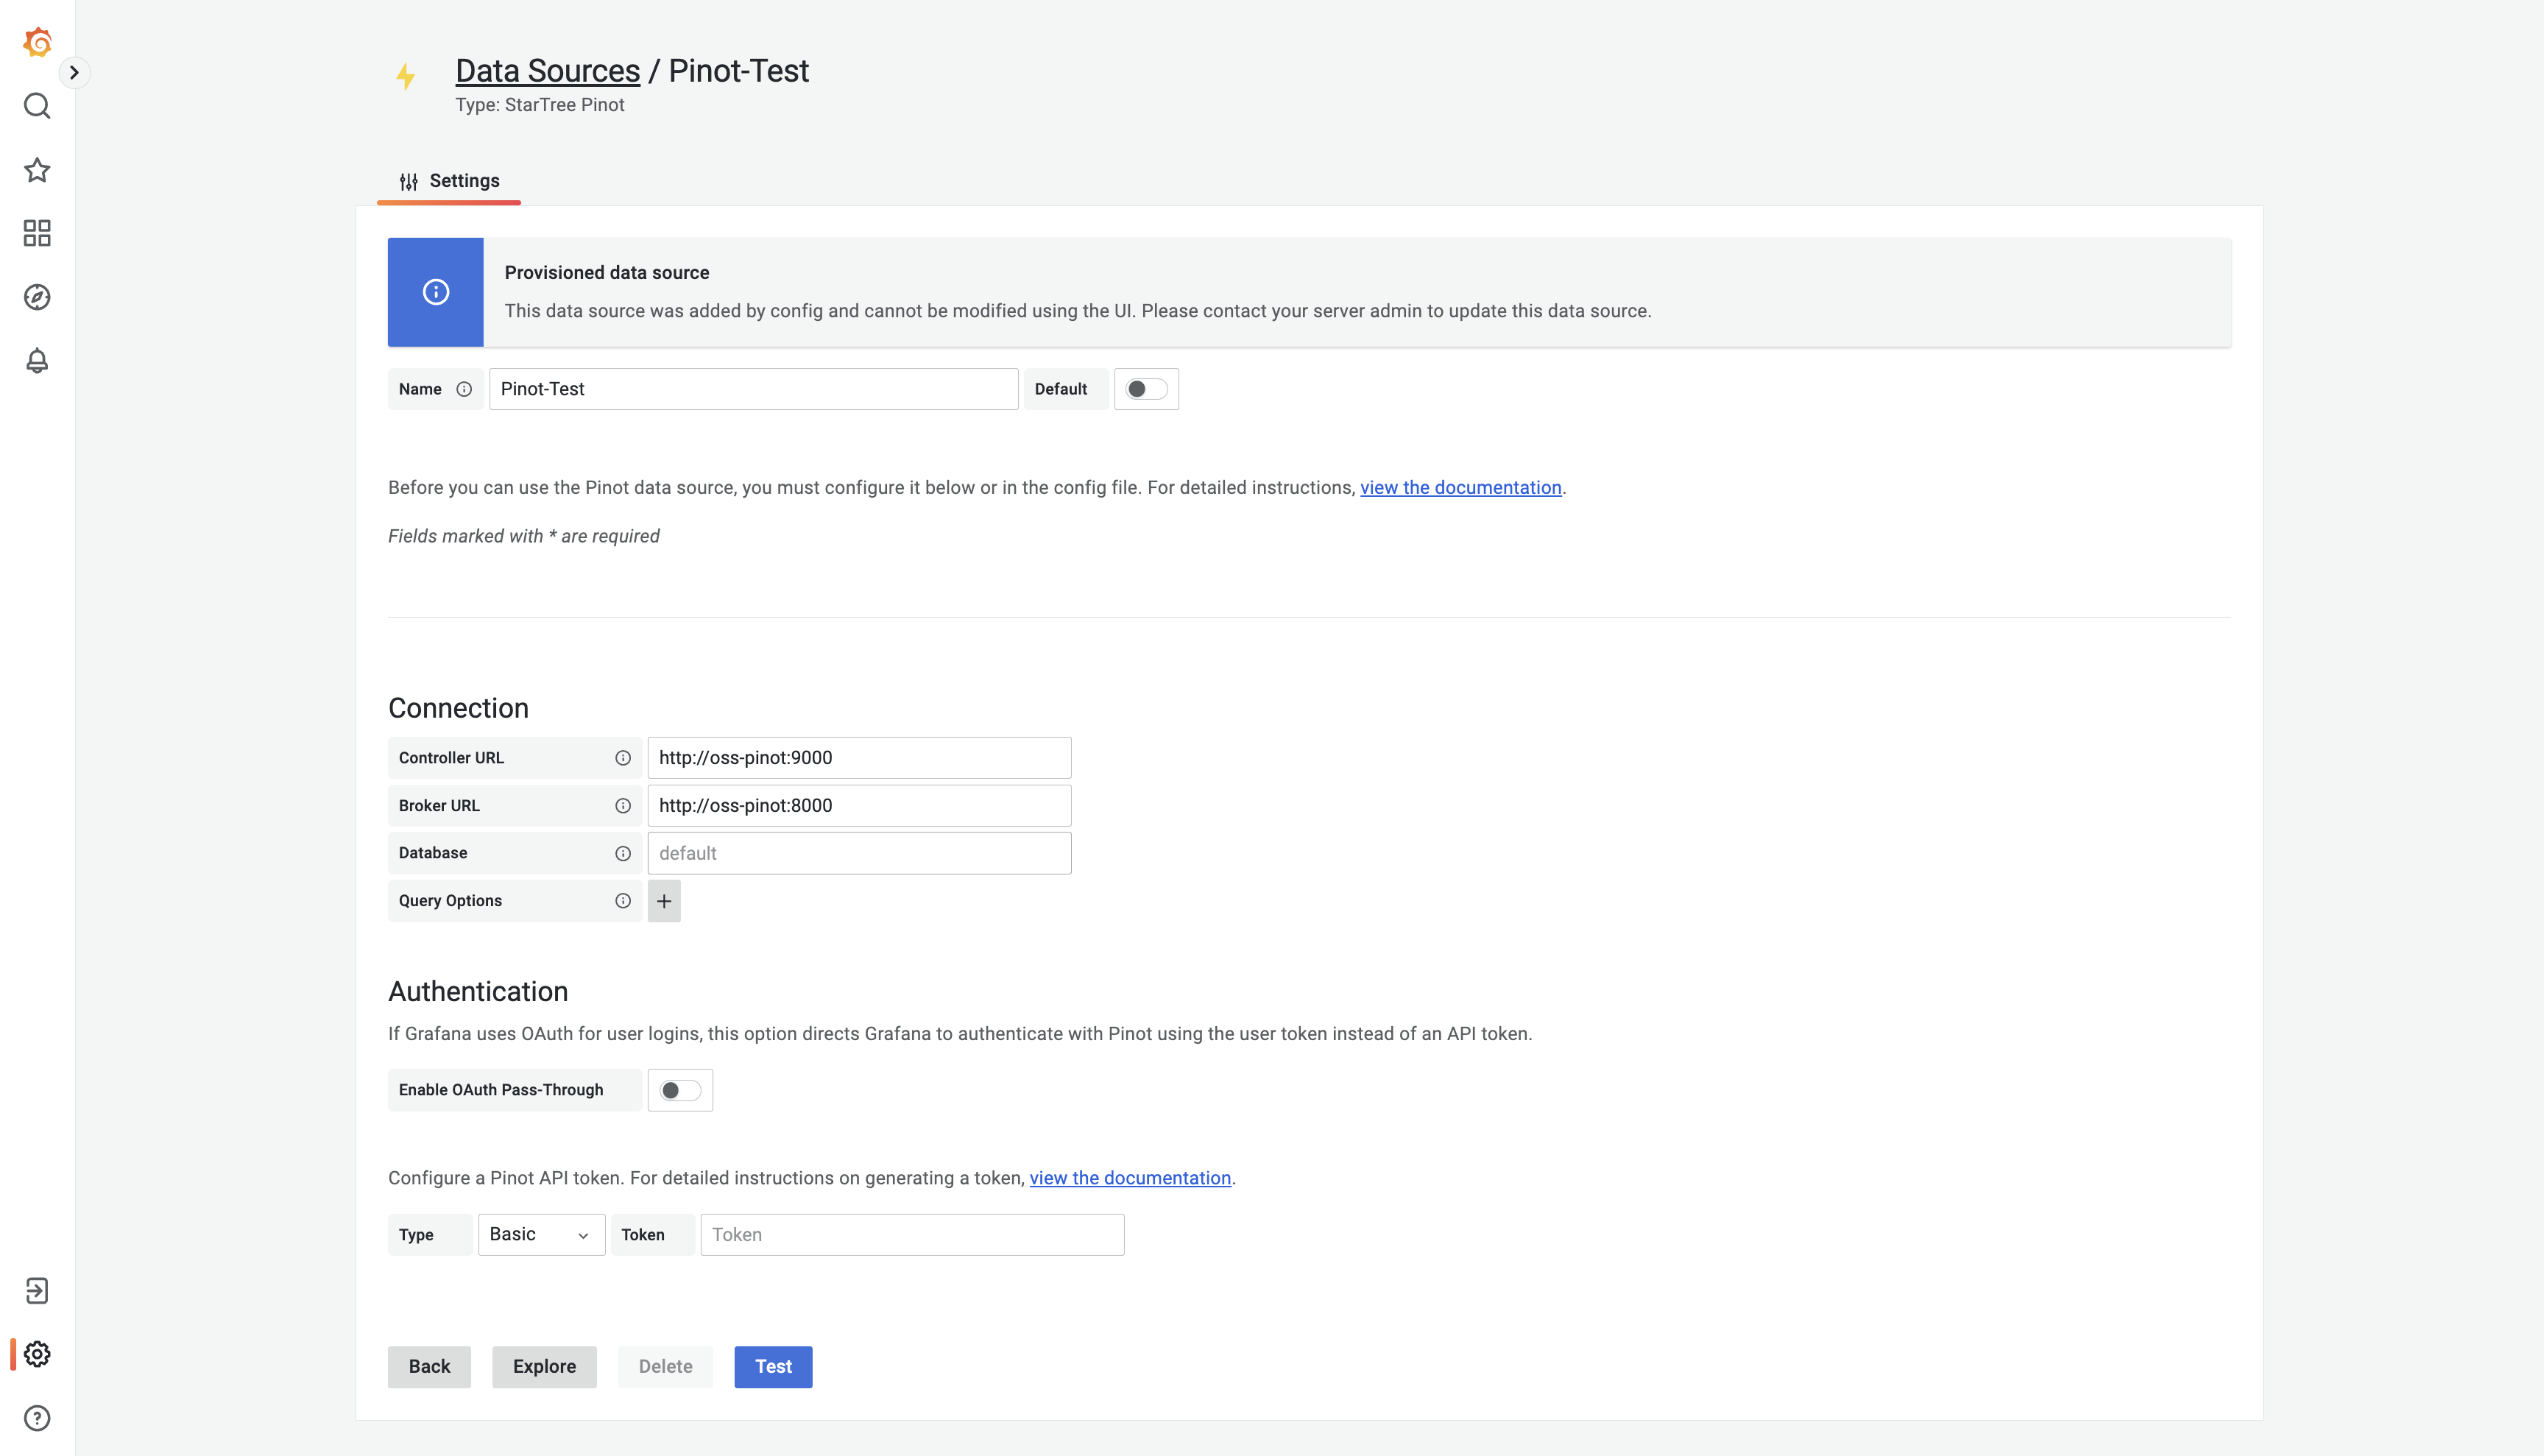 Data Sources / Pinot-Test
Type: StarTree Pinot
Settings
Provisioned data source
This data source was added by config and cannot be modified using the UI. Please contact your server admin to update this data source.
Name Pinot-Test Default
Before you can use the Pinot data source, you must configure it below or in the config file. For detailed instructions, view the documentation.
Fields marked with * are required
Connection
Controller URL http://oss-pinot:9000
Broker URL http://oss-pinot:8000
Database default
Query Options
Authentication
If Grafana uses OAuth for user logins, this option directs Grafana to authenticate with Pinot using the user token instead of an API token.
Enable OAuth Pass-Through
Configure a Pinot API token. For detailed instructions on generating a token, view the documentation.
Type Basic Token Token
Back Explore Delete Test